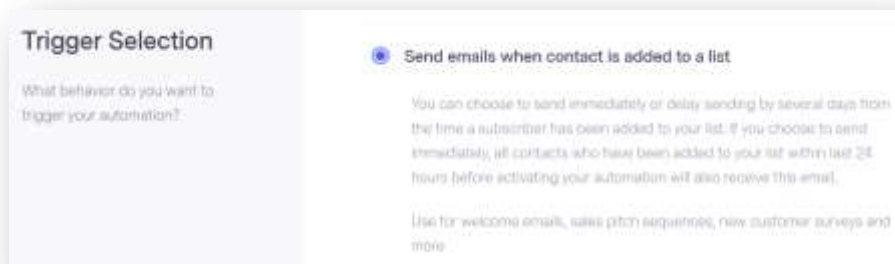 Trigger Selection
What behavior do you want to
trigger your automation?
Send emails when contact is added to a list
You can choose to send immediately or delay sending by several days from
the time a subscriber has been added to your list. If you choose to send
immediately, all contacts who have been added to your list within last 24
hours before activating your automation will also receive this email.
Use for welcome emails, sales pitch sequences, new customer surveys and
more